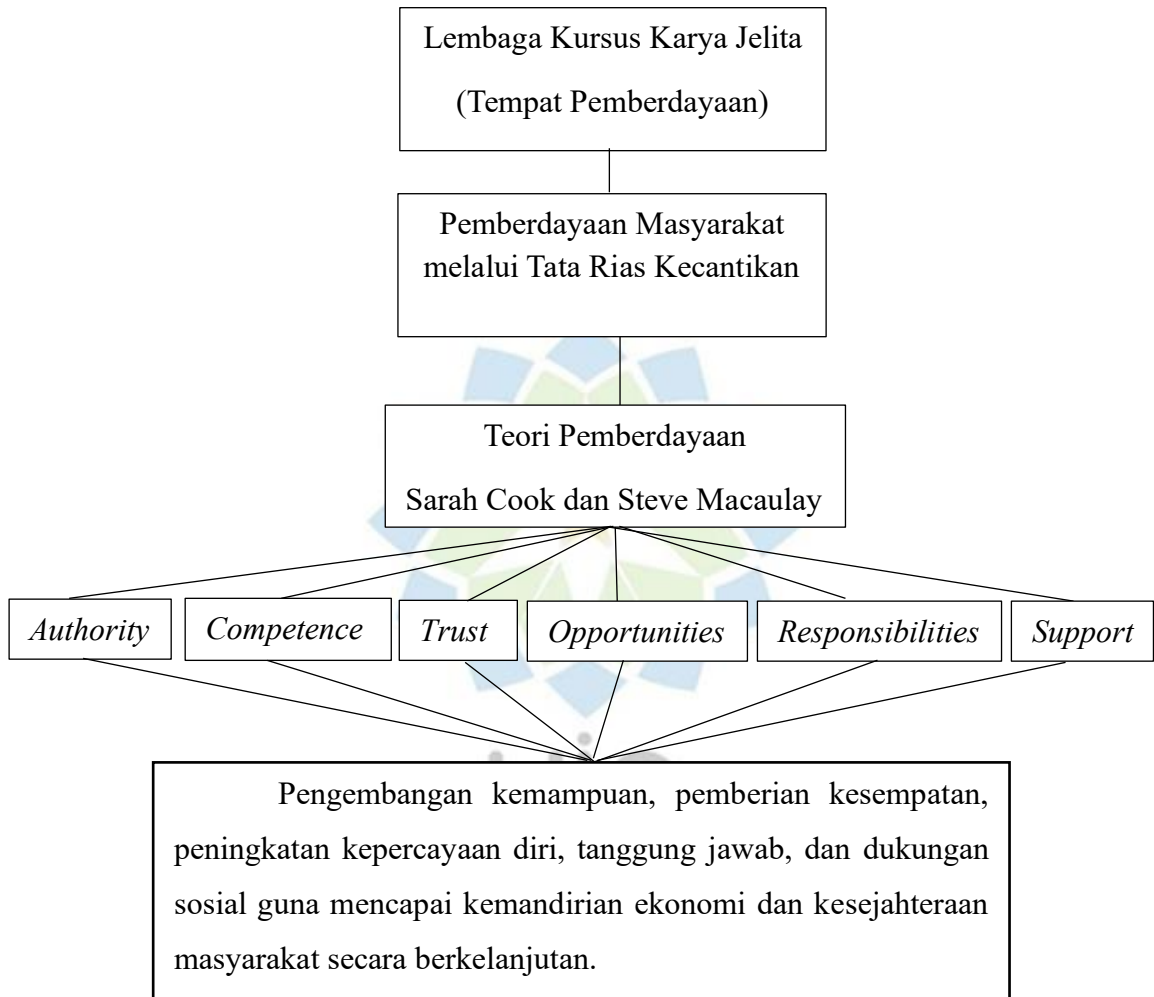 Lembaga Kursus Karya Jelita
(Tempat Pemberdayaan)
Pemberdayaan Masyarakat
melalui Tata Rias Kecantikan
Teori Pemberdayaan
Sarah Cook dan Steve Macaulay
Authority
Competence
Trust
Opportunities
Responsibilities
Support
Pengembangan kemampuan, pemberian kesempatan,
peningkatan kepercayaan diri, tanggung jawab, dan dukungan
sosial guna mencapai kemandirian ekonomi dan kesejahteraan
masyarakat secara berkelanjutan.